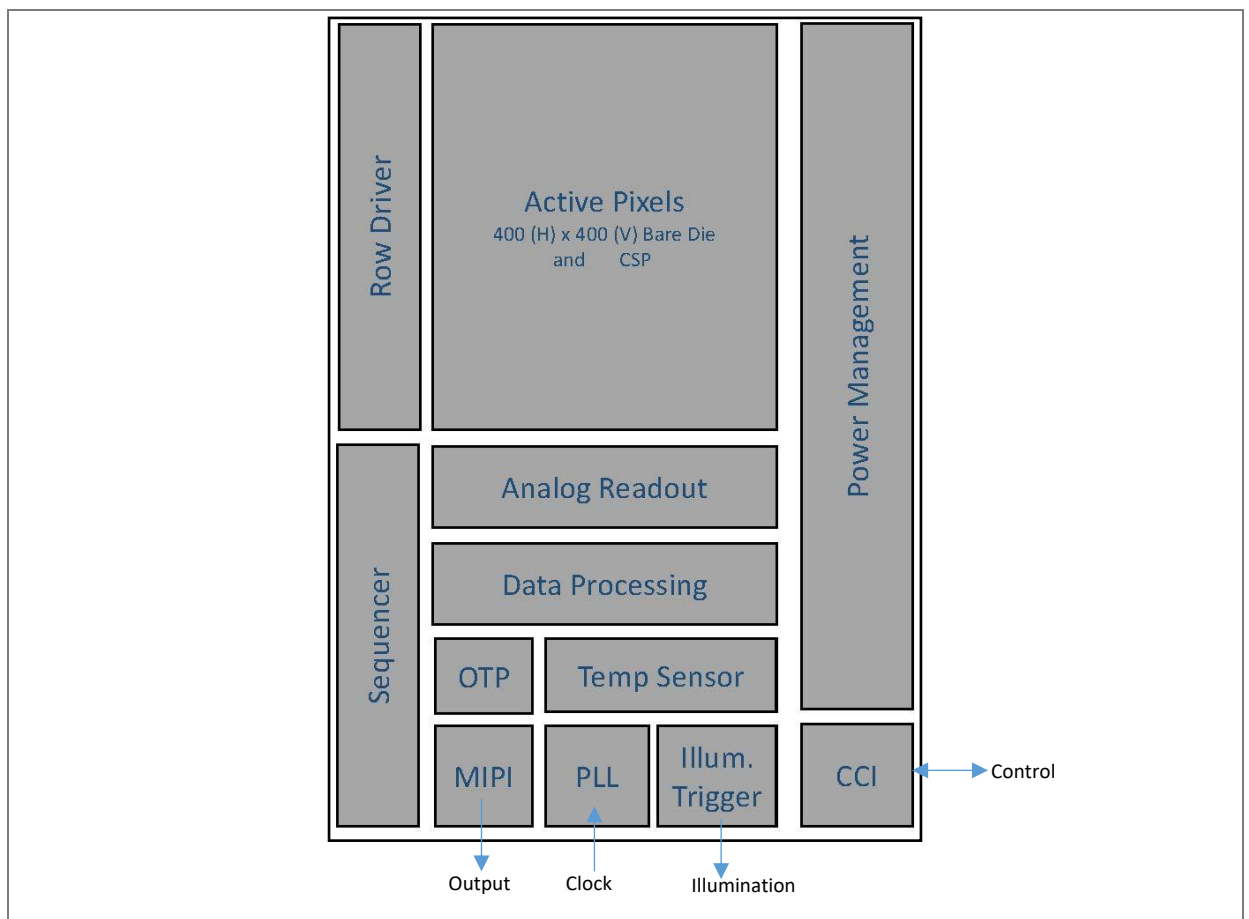 Row Driver
Active Pixels
400 (H) x 400 (V) Bare Die
and CSP
Power Management
Analog Readout
Sequencer
Data Processing
OTP
Temp Sensor
MIPI
PLL
Illum.
Trigger
CCI
Control
Output
Clock
Illumination